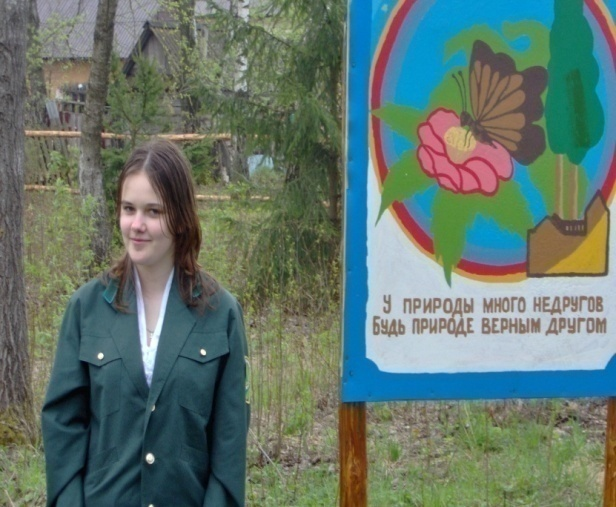 У ПРИРОДЫ МНОГО НЕДРУГОВ
БУДЬ ПРИРОДЕ ВЕРНЫМ ДРУГОМ